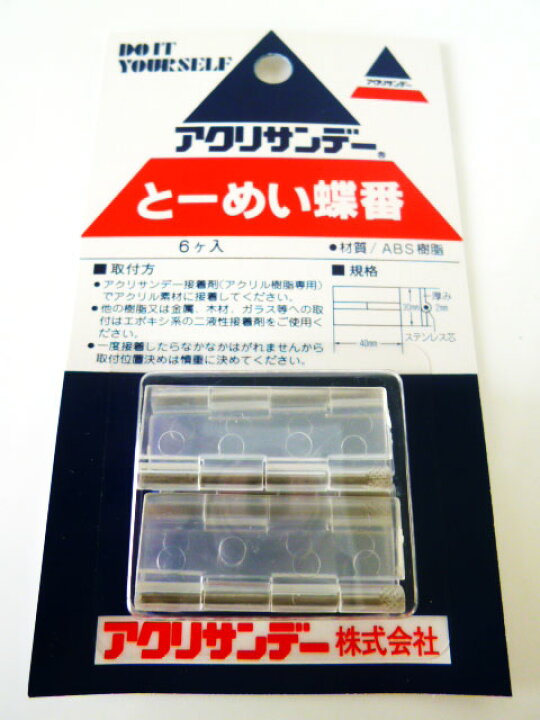 DO IT
YOURSELF
アクリサンデー
アクリサンデー®
とーめい蝶番
6ヶ入
●材質/ABS樹脂
■取付方
●アクリサンデー接着剤(アクリル樹脂専用)
でアクリル素材に接着してください。
●他の樹脂又は金属、木材、ガラス等への取
付はエポキシ系の二液性接着剤をご使用く
ださい。
●一度接着したらなかなかはがれませんから
取付位置決めは慎重に決めてください。
■規格
厚み
2mm
40mm
ステンレス芯
アクリサンデー株式会社